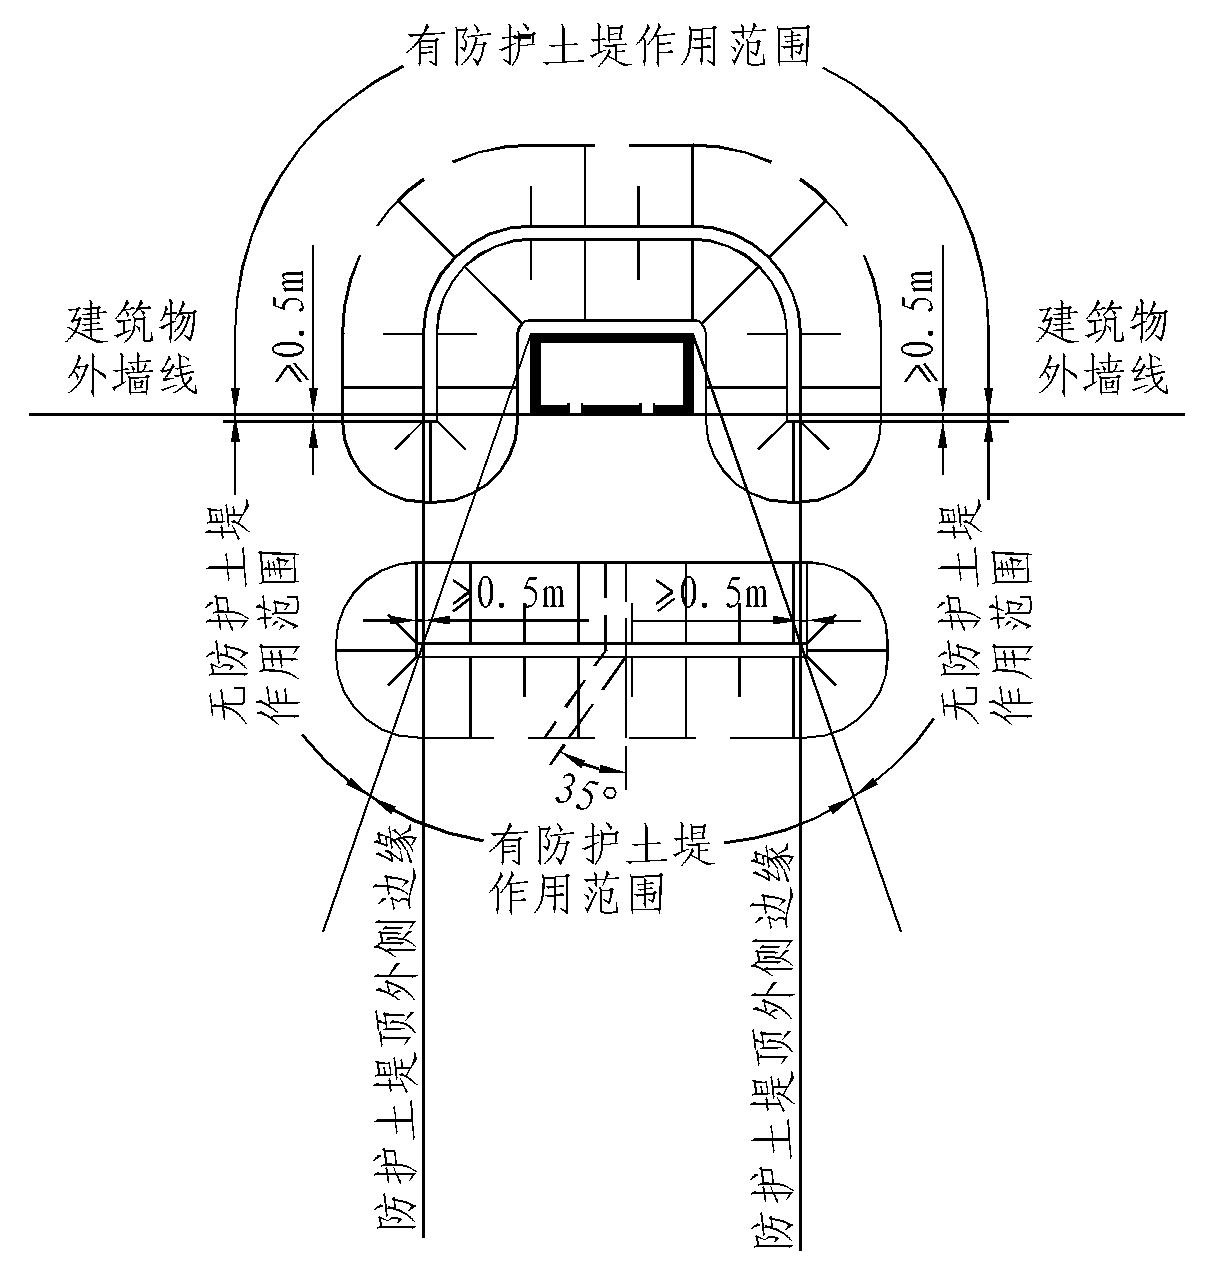 有防护土堤作用范围
≥0.5m
≥0.5m
建筑物
外墙线
建筑物
外墙线
无防护土堤
作用范围
无防护土堤
作用范围
≥0.5m
≥0.5m
35°
有防护土堤
作用范围
防护土堤顶外侧边缘
防护土堤顶外侧边缘